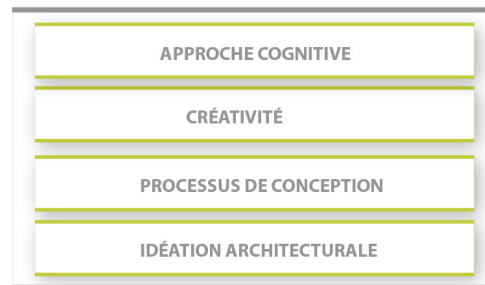 APPROCHE COGNITIVE
CRÉATIVITÉ
PROCESSUS DE CONCEPTION
IDÉATION ARCHITECTURALE